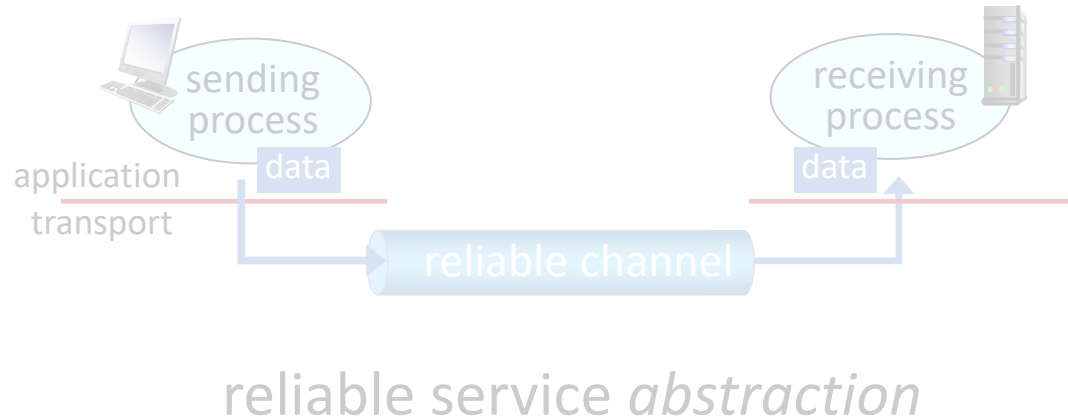 sending
process
receiving
process
data
data
application
transport
reliable channel
reliable service abstraction